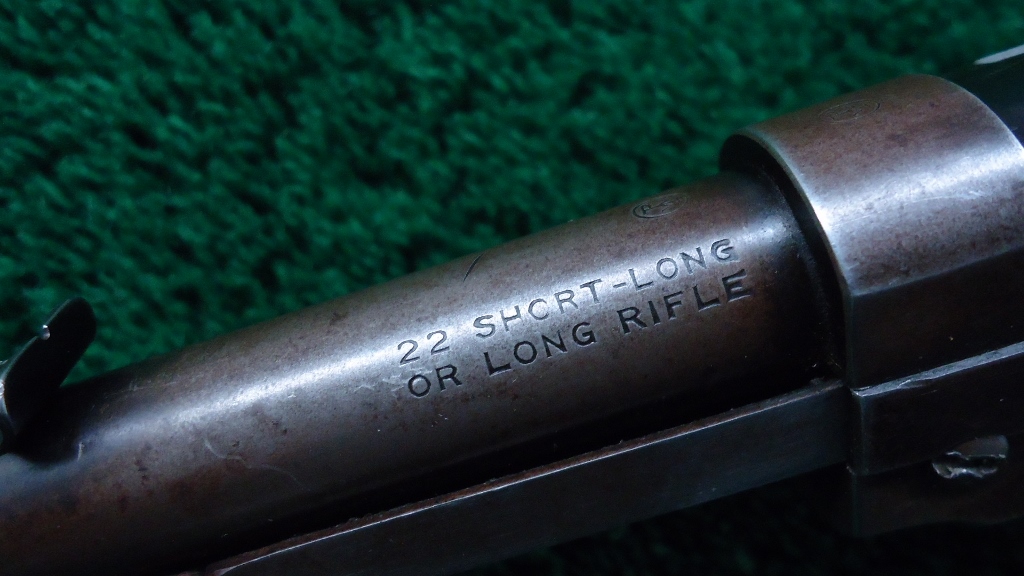 22 SHORT-LONG
OR LONG RIFLE